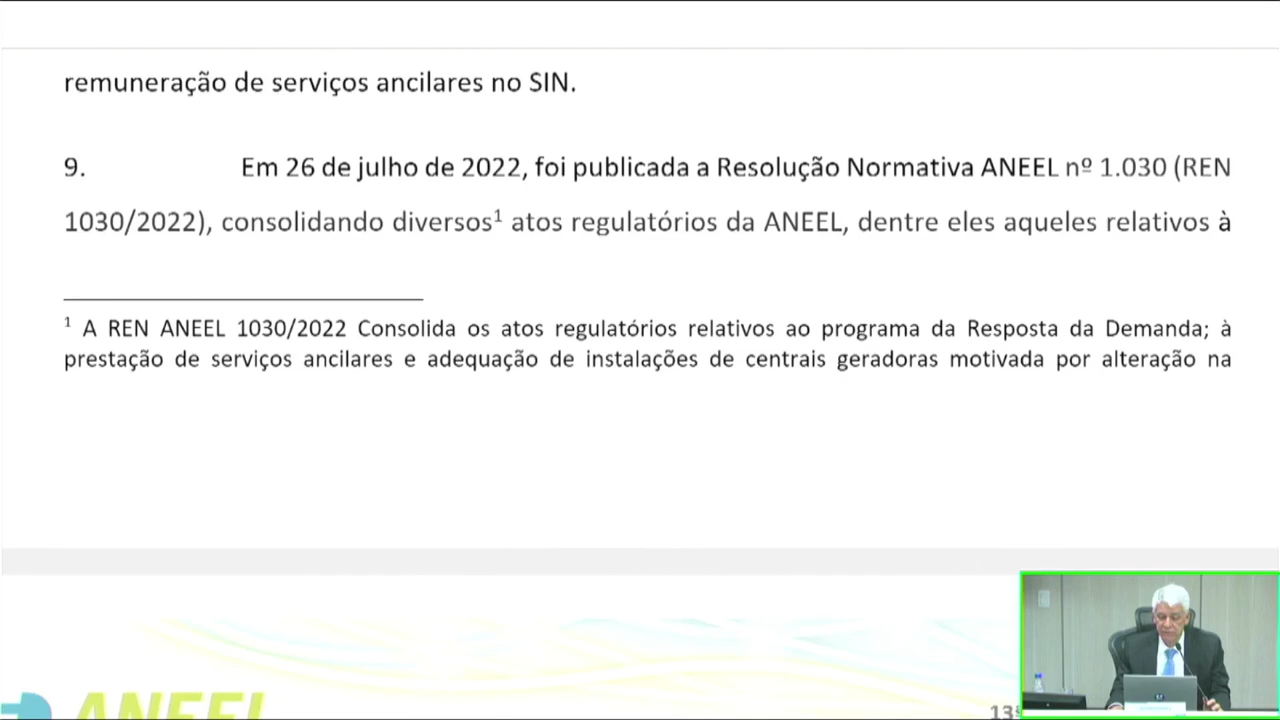 remuneração de serviços ancilares no SIN.
9. Em 26 de julho de 2022, foi publicada a Resolução Normativa ANEEL nº 1.030 (REN
1030/2022), consolidando diversos¹ atos regulatórios da ANEEL, dentre eles aqueles relativos à
¹ A REN ANEEL 1030/2022 Consolida os atos regulatórios relativos ao programa da Resposta da Demanda; à
prestação de serviços ancilares e adequação de instalações de centrais geradoras motivada por alteração na
ANEEL